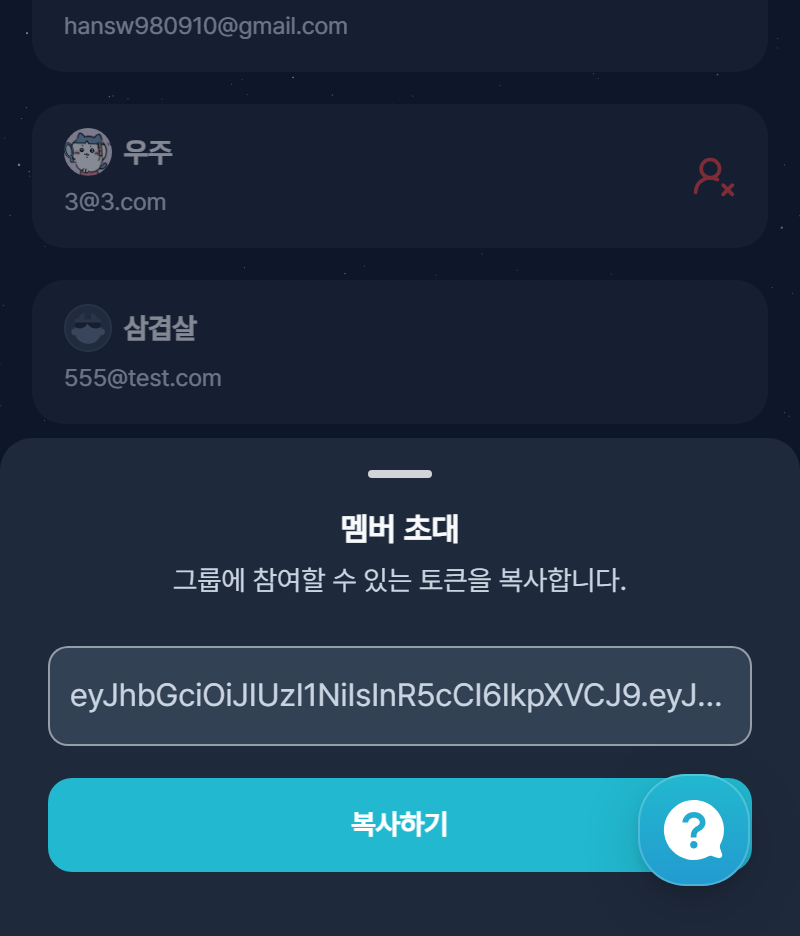 hansw980910@gmail.com
우주
3@3.com
삼겹살
555@test.com
멤버 초대
그룹에 참여할 수 있는 토큰을 복사합니다.
eyJhbGciOiJIUzI1NiIsInR5cCI6IkpXVCJ9.eyJ...
복사하기
?